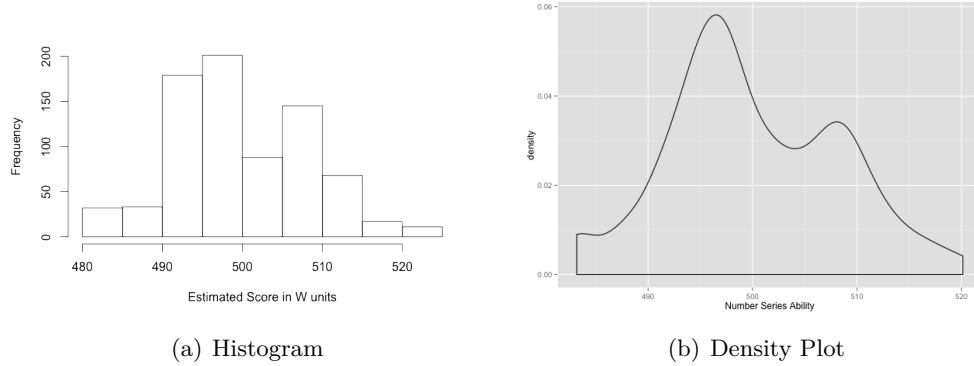 Frequency
200
150
100
50
0
480 490 500 510 520
Estimated Score in W units
(a) Histogram
density
0.06
0.04
0.02
0.00
490 500 510 520
Number Series Ability
(b) Density Plot